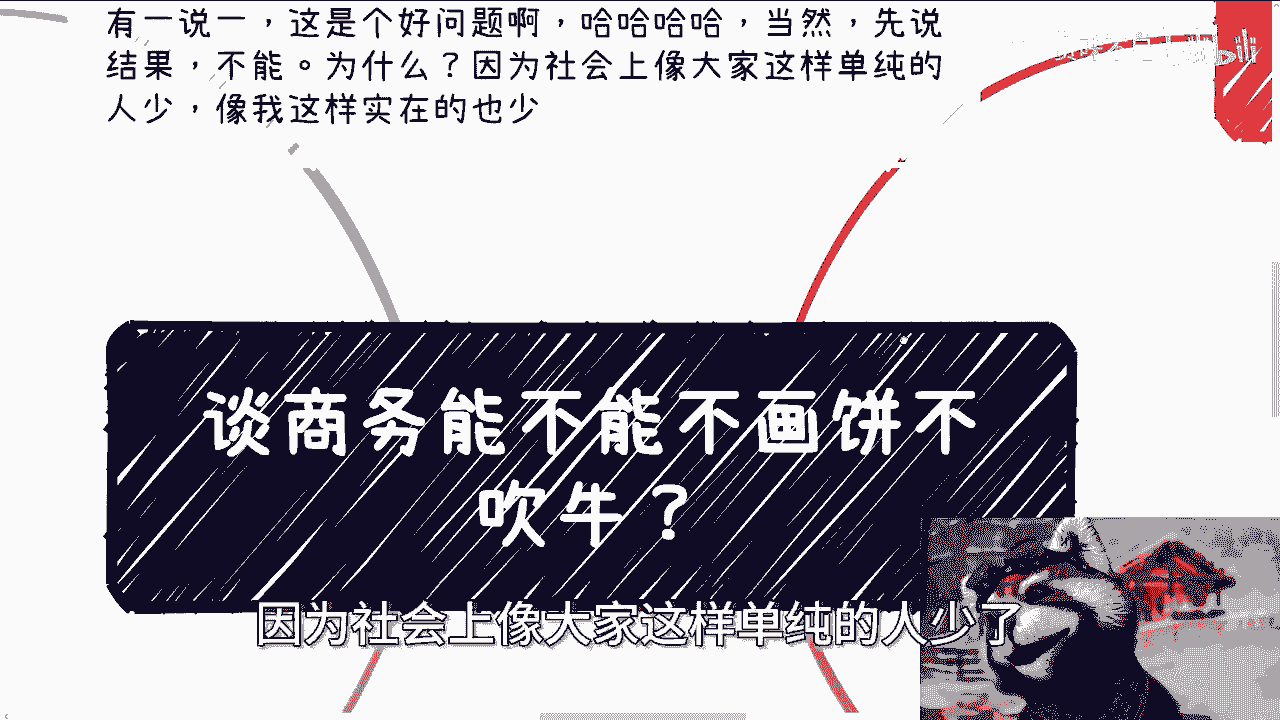 有一说一，这是个好问题啊，哈哈哈哈，当然，先说
结果，不能。为什么？因为社会上像大家这样单纯的
人少，像我这样实在的也少
谈商务能不能不画饼不
吹牛？
因为社会上像大家这样单纯的人少了